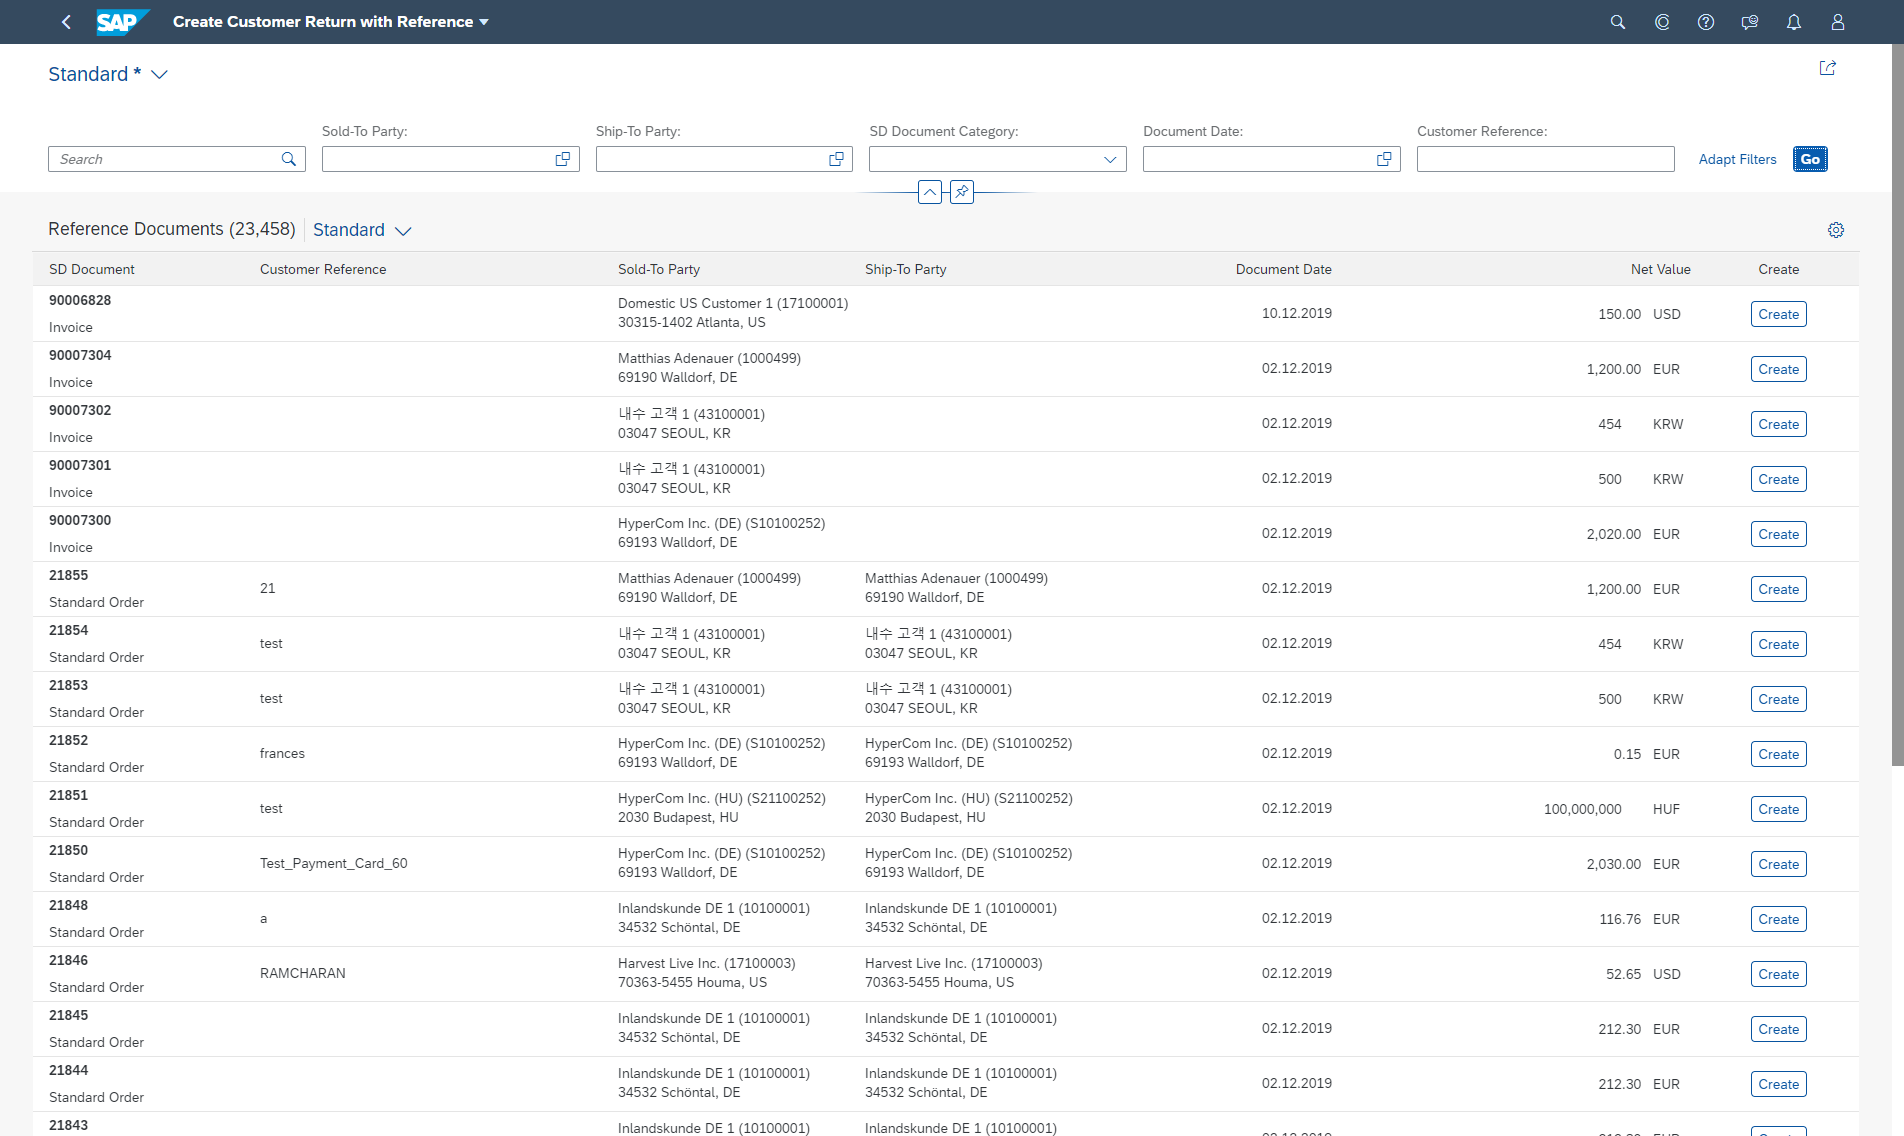 SAP Create Customer Return with Reference
Standard *
Sold-To Party: Ship-To Party: SD Document Category: Document Date: Customer Reference:
Search Adapt Filters Go
Reference Documents (23,458) Standard
SD Document Customer Reference Sold-To Party Ship-To Party Document Date Net Value Create
90006828
Invoice
Domestic US Customer 1 (17100001)
30315-1402 Atlanta, US
10.12.2019 150.00 USD Create
90007304
Invoice
Matthias Adenauer (1000499)
69190 Walldorf, DE
02.12.2019 1,200.00 EUR Create
90007302
Invoice
내수 고객 1 (43100001)
03047 SEOUL, KR
02.12.2019 454 KRW Create
90007301
Invoice
내수 고객 1 (43100001)
03047 SEOUL, KR
02.12.2019 500 KRW Create
90007300
Invoice
HyperCom Inc. (DE) (S10100252)
69193 Walldorf, DE
02.12.2019 2,020.00 EUR Create
21855
Standard Order
21
Matthias Adenauer (1000499)
69190 Walldorf, DE
Matthias Adenauer (1000499)
69190 Walldorf, DE
02.12.2019 1,200.00 EUR Create
21854
Standard Order
test
내수 고객 1 (43100001)
03047 SEOUL, KR
내수 고객 1 (43100001)
03047 SEOUL, KR
02.12.2019 454 KRW Create
21853
Standard Order
test
내수 고객 1 (43100001)
03047 SEOUL, KR
내수 고객 1 (43100001)
03047 SEOUL, KR
02.12.2019 500 KRW Create
21852
Standard Order
frances
HyperCom Inc. (DE) (S10100252)
69193 Walldorf, DE
HyperCom Inc. (DE) (S10100252)
69193 Walldorf, DE
02.12.2019 0.15 EUR Create
21851
Standard Order
test
HyperCom Inc. (HU) (S21100252)
2030 Budapest, HU
HyperCom Inc. (HU) (S21100252)
2030 Budapest, HU
02.12.2019 100,000,000 HUF Create
21850
Standard Order
Test_Payment_Card_60
HyperCom Inc. (DE) (S10100252)
69193 Walldorf, DE
HyperCom Inc. (DE) (S10100252)
69193 Walldorf, DE
02.12.2019 2,030.00 EUR Create
21848
Standard Order
a
Inlandskunde DE 1 (10100001)
34532 Schöntal, DE
Inlandskunde DE 1 (10100001)
34532 Schöntal, DE
02.12.2019 116.76 EUR Create
21846
Standard Order
RAMCHARAN
Harvest Live Inc. (17100003)
70363-5455 Houma, US
Harvest Live Inc. (17100003)
70363-5455 Houma, US
02.12.2019 52.65 USD Create
21845
Standard Order
Inlandskunde DE 1 (10100001)
34532 Schöntal, DE
Inlandskunde DE 1 (10100001)
34532 Schöntal, DE
02.12.2019 212.30 EUR Create
21844
Standard Order
Inlandskunde DE 1 (10100001)
34532 Schöntal, DE
Inlandskunde DE 1 (10100001)
34532 Schöntal, DE
02.12.2019 212.30 EUR Create
21843
Inlandskunde DE 1 (10100001)
Inlandskunde DE 1 (10100001)